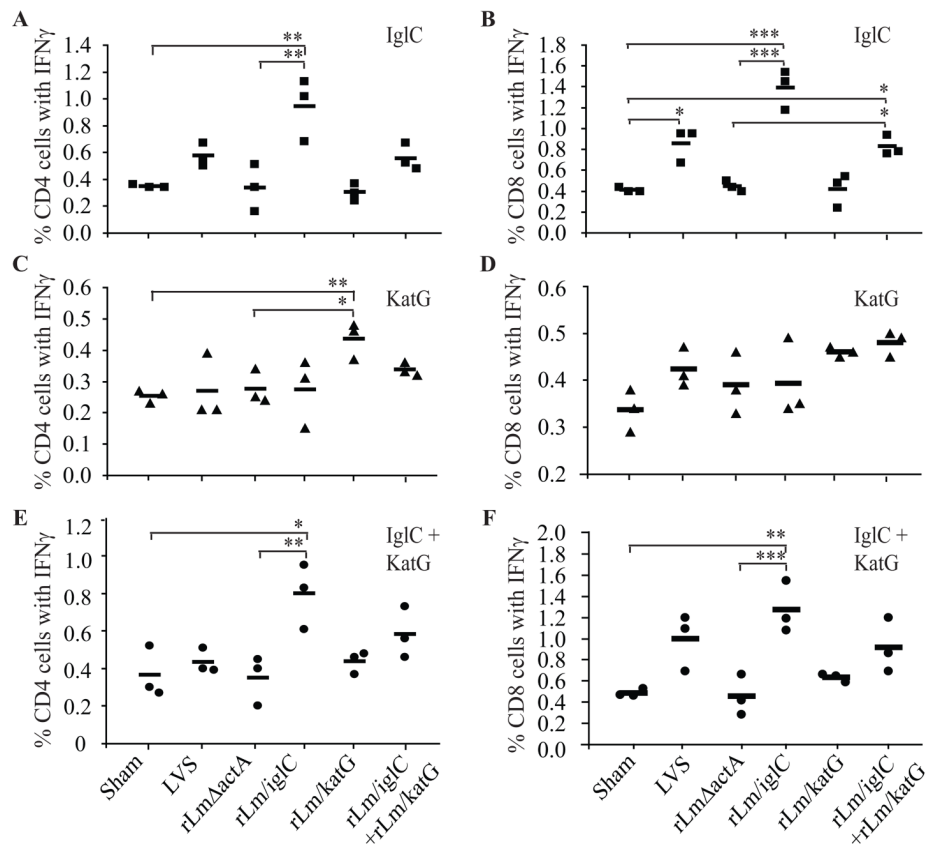 A
IglC
% CD4 cells with IFNγ
1.4
1.2
1.0
0.8
0.6
0.4
0.2
0.0
**
**
B
IglC
% CD8 cells with IFNγ
1.8
1.6
1.4
1.2
1.0
0.8
0.6
0.4
0.2
0.0
***
***
*
*
*
C
KatG
% CD4 cells with IFNγ
0.6
0.5
0.4
0.3
0.2
0.1
0.0
**
*
D
KatG
% CD8 cells with IFNγ
0.6
0.5
0.4
0.3
0.2
E
IglC +
KatG
% CD4 cells with IFNγ
1.2
1.0
0.8
0.6
0.4
0.2
0
*
**
Sham
LVS
rLmΔactA
rLm/iglC
rLm/katG
rLm/iglC
+rLm/katG
F
IglC +
KatG
% CD8 cells with IFNγ
2.0
1.8
1.6
1.4
1.2
1.0
0.8
0.6
0.4
0.2
0.0
**
***
Sham
LVS
rLmΔactA
rLm/iglC
rLm/katG
rLm/iglC
+rLm/katG